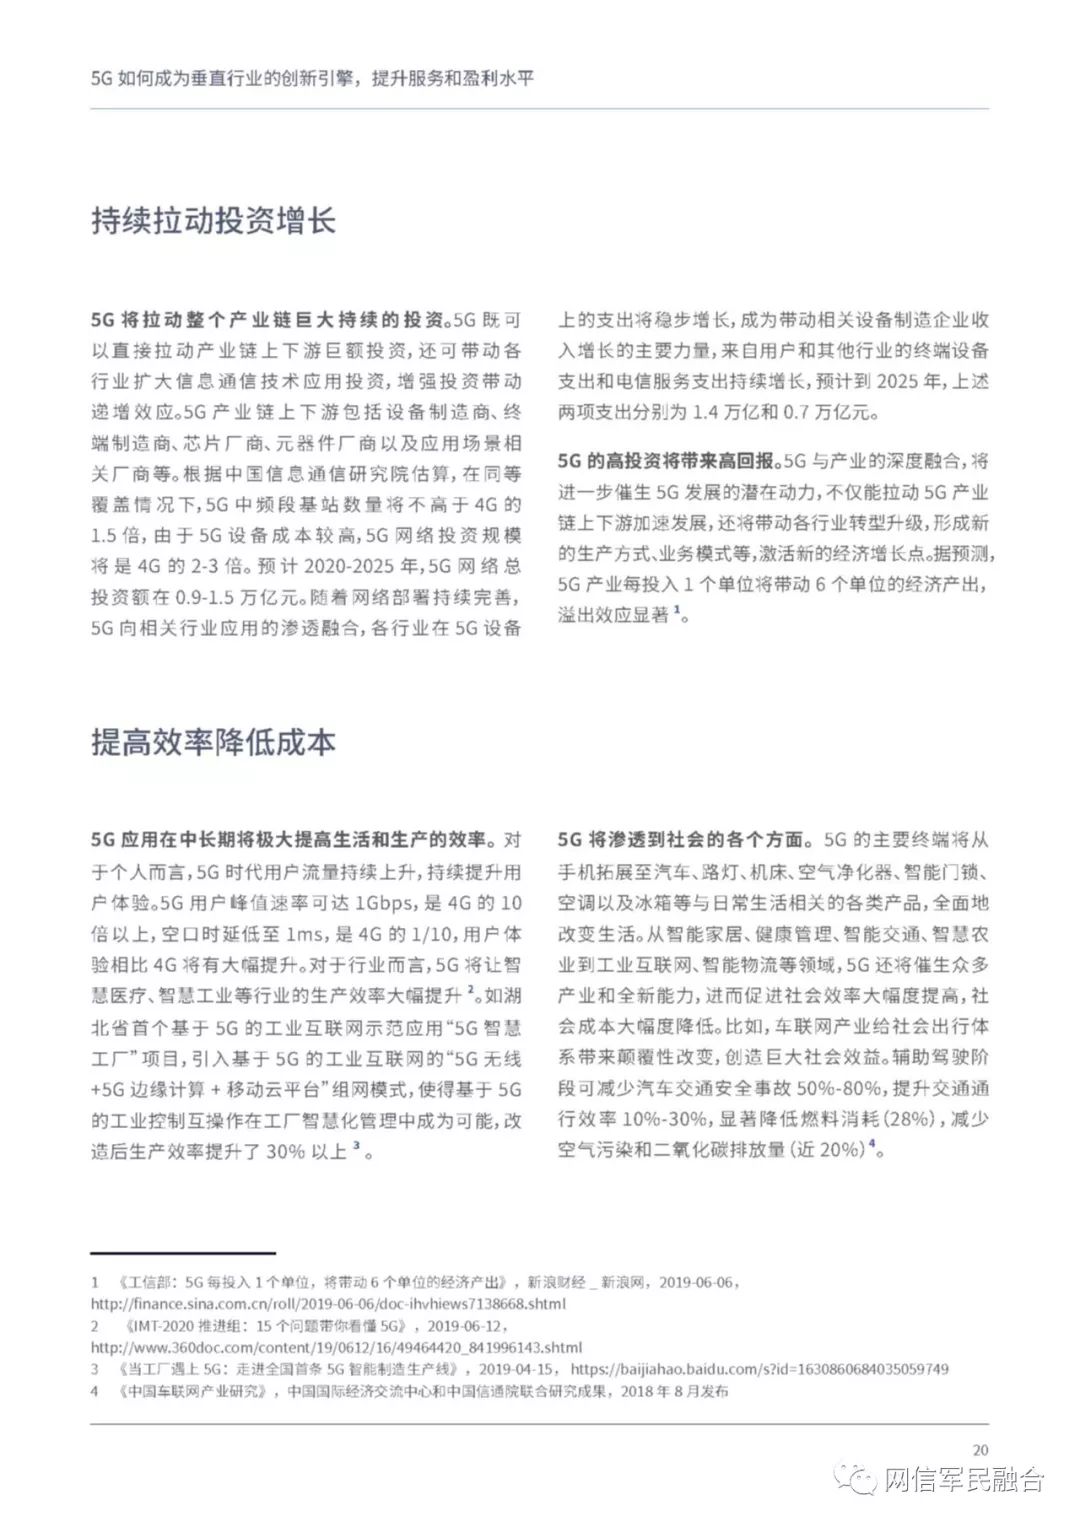 5G 如何成为垂直行业的创新引擎，提升服务和盈利水平
持续拉动投资增长
5G 将拉动整个产业链巨大持续的投资。5G 既可
以直接拉动产业链上下游巨额投资，还可带动各
行业扩大信息通信技术应用投资，增强投资带动
递增效应。5G 产业链上下游包括设备制造商、终
端制造商、芯片厂商、元器件厂商以及应用场景相
关厂商等。根据中国信息通信研究院估算，在同等
覆盖情况下，5G 中频段基站数量将不高于 4G 的
1.5 倍，由于 5G 设备成本较高，5G 网络投资规模
将是 4G 的 2-3 倍。预计 2020-2025 年，5G 网络总
投资额在 0.9-1.5 万亿元。随着网络部署持续完善，
5G 向相关行业应用的渗透融合，各行业在 5G 设备
上的支出将稳步增长，成为带动相关设备制造企业收
入增长的主要力量，来自用户和其他行业的终端设备
支出和电信服务支出持续增长，预计到 2025 年，上述
两项支出分别为 1.4 万亿和 0.7 万亿元。
5G 的高投资将带来高回报。5G 与产业的深度融合，将
进一步催生 5G 发展的潜在动力，不仅能拉动 5G 产业
链上下游加速发展，还将带动各行业转型升级，形成新
的生产方式、业务模式等，激活新的经济增长点。据预测，
5G 产业每投入 1 个单位将带动 6 个单位的经济产出，
溢出效应显著 1。
提高效率降低成本
5G 应用在中长期将极大提高生活和生产的效率。对
于个人而言，5G 时代用户流量持续上升，持续提升用
户体验。5G 用户峰值速率可达 1Gbps，是 4G 的 10
倍以上，空口时延低至 1ms，是 4G 的 1/10，用户体
验相比 4G 将有大幅提升。对于行业而言，5G 将让智
慧医疗、智慧工业等行业的生产效率大幅提升 2。如湖
北省首个基于 5G 的工业互联网示范应用“5G 智慧
工厂”项目，引入基于 5G 的工业互联网的“5G 无线
+5G 边缘计算 + 移动云平台”组网模式，使得基于 5G
的工业控制互操作在工厂智慧化管理中成为可能，改
造后生产效率提升了 30% 以上 3 。
5G 将渗透到社会的各个方面。 5G 的主要终端将从
手机拓展至汽车、路灯、机床、空气净化器、智能门锁、
空调以及冰箱等与日常生活相关的各类产品，全面地
改变生活。从智能家居、健康管理、智能交通、智慧农
业到工业互联网、智能物流等领域，5G 还将催生众多
产业和全新能力，进而促进社会效率大幅度提高，社
会成本大幅度降低。比如，车联网产业给社会出行体
系带来颠覆性改变，创造巨大社会效益。辅助驾驶阶
段可减少汽车交通安全事故 50%-80%，提升交通通
行效率 10%-30%，显著降低燃料消耗（28%），减少
空气污染和二氧化碳排放量（近 20%）4。
1 《工信部：5G 每投入 1 个单位，将带动 6 个单位的经济产出》，新浪财经 _ 新浪网，2019-06-06，
http://finance.sina.com.cn/roll/2019-06-06/doc-ihvhiews7138668.shtml
2 《IMT-2020 推进组：15 个问题带你看懂 5G》，2019-06-12，
http://www.360doc.com/content/19/0612/16/49464420_841996143.shtml
3 《当工厂遇上 5G：走进全国首条 5G 智能制造生产线》，2019-04-15， https://baijiahao.baidu.com/s?id=1630860684035059749
4 《中国车联网产业研究》，中国国际经济交流中心和中国信通院联合研究成果，2018 年 8 月发布
20
网信军民融合